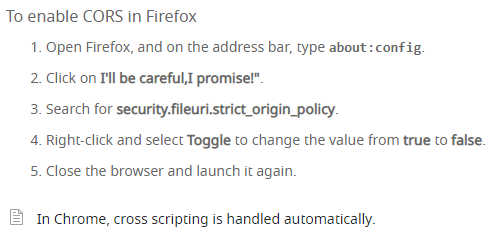 To enable CORS in Firefox
1. Open Firefox, and on the address bar, type about:config.
2. Click on I'll be careful,I promise!".
3. Search for security.fileuri.strict_origin_policy.
4. Right-click and select Toggle to change the value from true to false.
5. Close the browser and launch it again.
In Chrome, cross scripting is handled automatically.